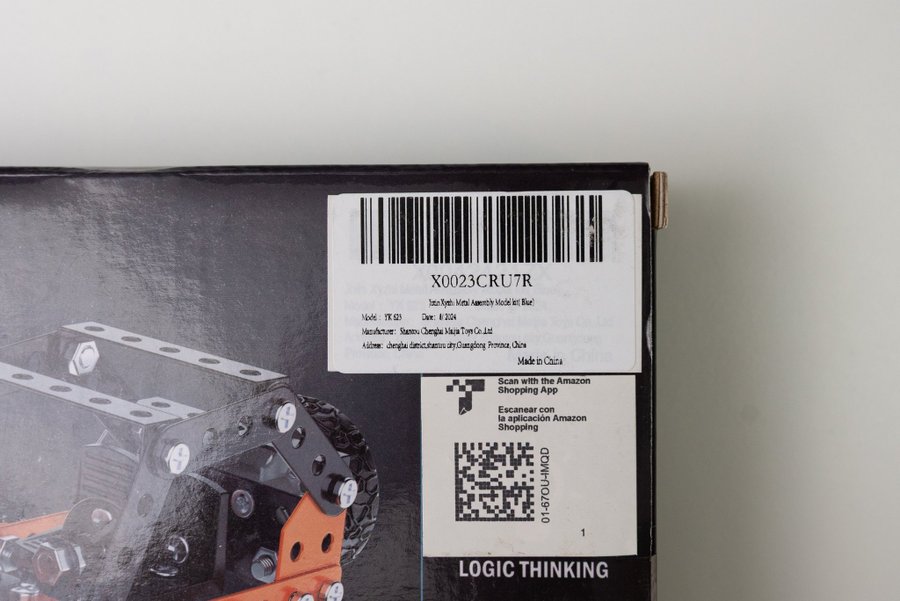 X0023CRU7R
Jotin Xyzhi Metal Assembly Model kit( Blue)
Model : YK 623 Date: 8/ 2024
Manufacturer: Shantou Chenghai Maijia Toys Co.,Ltd
Address: chenghai district,shantou city,Guangdong Province, China
Made in China
Scan with the Amazon
Shopping App
Escanear con
la aplicación Amazon
Shopping
01-67OU-IMQD
1
LOGIC THINKING